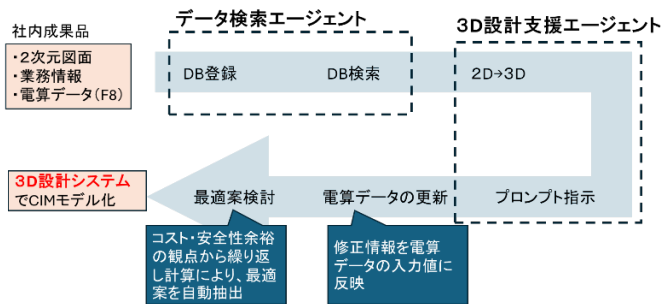 データ検索エージェント
3D設計支援エージェント
社内成果品
・2次元図面
・業務情報
・電算データ(F8)
DB登録
DB検索
2D→3D
3D設計システム
でCIMモデル化
最適案検討
電算データの更新
プロンプト指示
コスト・安全性余裕
の観点から繰り返
し計算により、最適
案を自動抽出
修正情報を電算
データの入力値に
反映